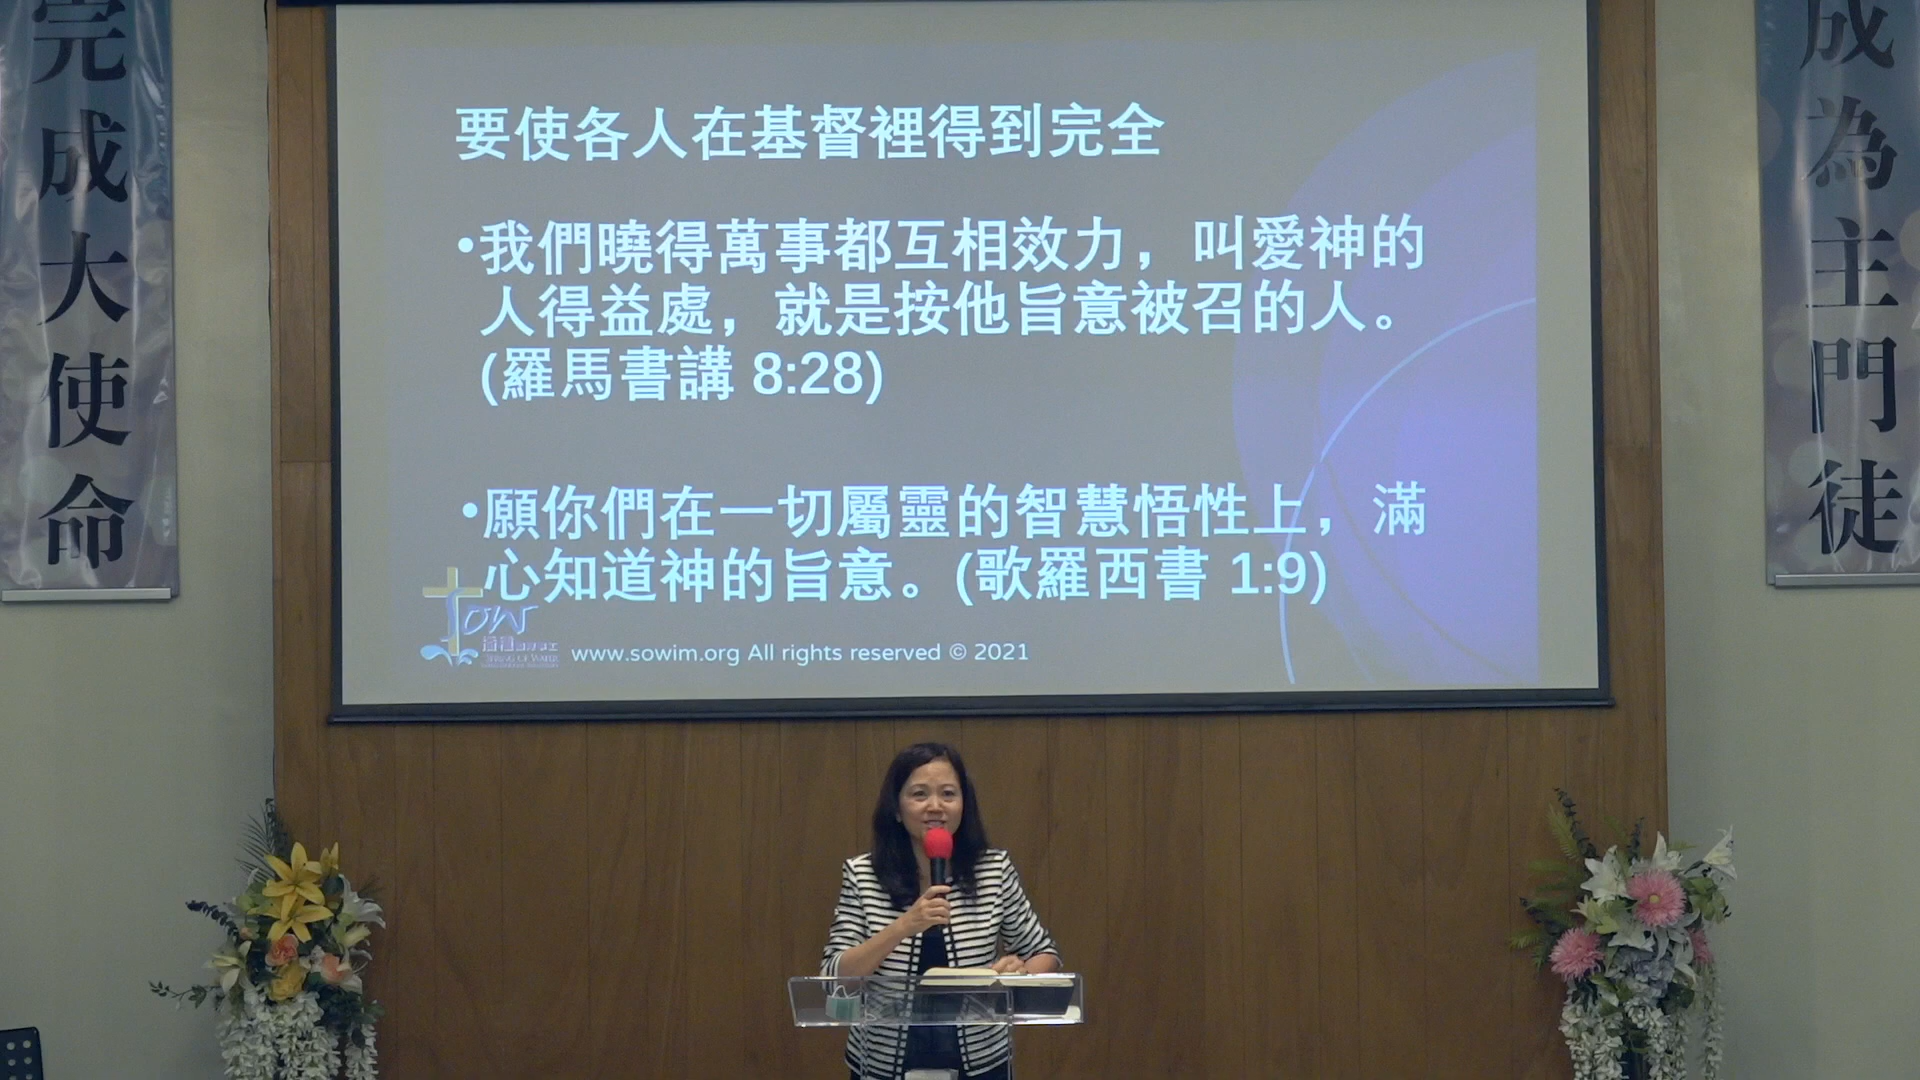 完成大使命
成為主門徒
要使各人在基督裡得到完全
•我們曉得萬事都互相效力，叫愛神的
人得益處，就是按他旨意被召的人。
(羅馬書講 8:28)
•願你們在一切屬靈的智慧悟性上，滿
心知道神的旨意。(歌羅西書 1:9)
SOW
www.sowim.org All rights reserved © 2021